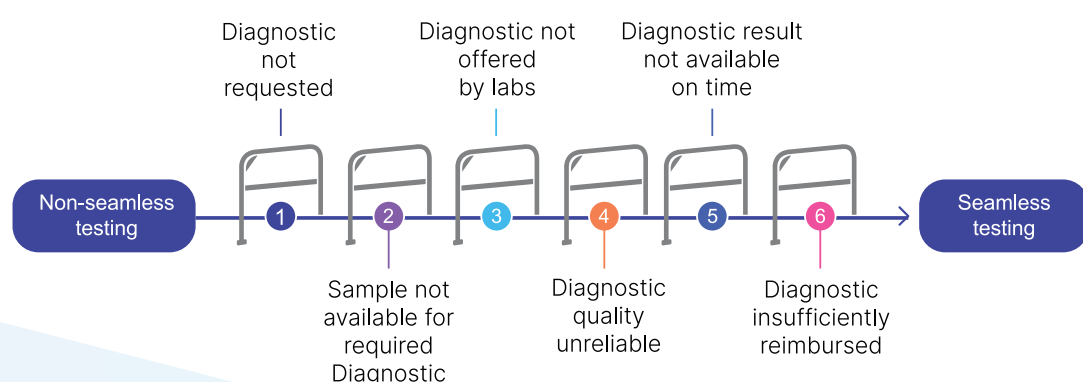 Diagnostic
not
requested
Diagnostic not
offered
by labs
Diagnostic result
not available
on time
Non-seamless
testing
1
2
3
4
5
6
Seamless
testing
Sample not
available for
required
Diagnostic
Diagnostic
quality
unreliable
Diagnostic
insufficiently
reimbursed